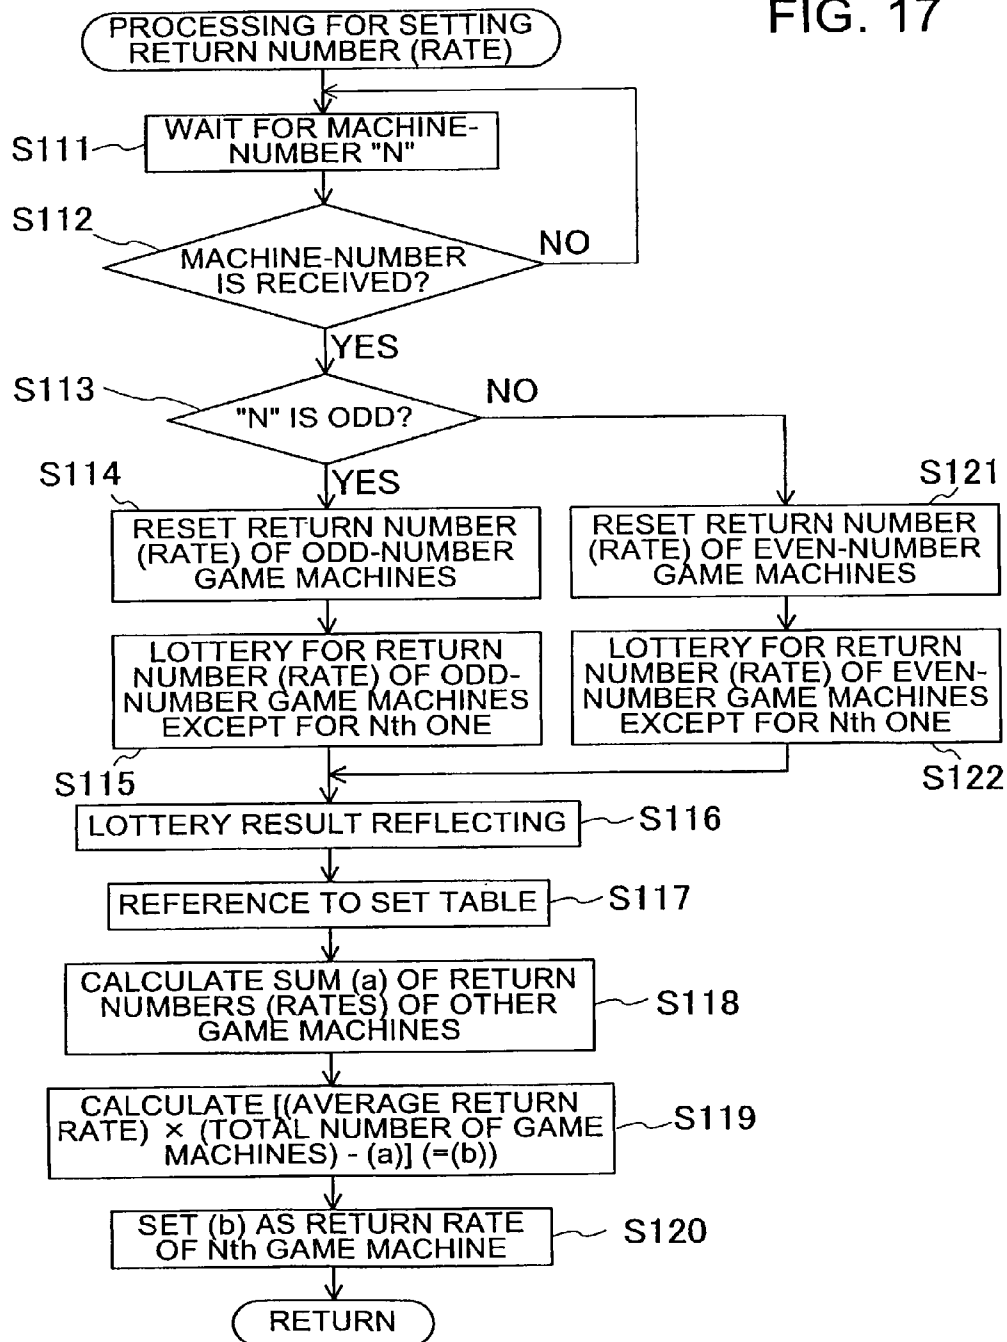 FIG. 17
PROCESSING FOR SETTING
RETURN NUMBER (RATE)
S111
WAIT FOR MACHINE-
NUMBER "N"
S112
MACHINE-NUMBER
IS RECEIVED?
NO
YES
S113
"N" IS ODD?
NO
YES
S114
RESET RETURN NUMBER
(RATE) OF ODD-NUMBER
GAME MACHINES
S121
RESET RETURN NUMBER
(RATE) OF EVEN-NUMBER
GAME MACHINES
LOTTERY FOR RETURN
NUMBER (RATE) OF ODD-
NUMBER GAME MACHINES
EXCEPT FOR Nth ONE
S115
LOTTERY FOR RETURN
NUMBER (RATE) OF EVEN-
NUMBER GAME MACHINES
EXCEPT FOR Nth ONE
S122
LOTTERY RESULT REFLECTING
S116
REFERENCE TO SET TABLE
S117
CALCULATE SUM (a) OF RETURN
NUMBERS (RATES) OF OTHER
GAME MACHINES
S118
CALCULATE [(AVERAGE RETURN
RATE) × (TOTAL NUMBER OF GAME
MACHINES) - (a)] (=(b))
S119
SET (b) AS RETURN RATE
OF Nth GAME MACHINE
S120
RETURN